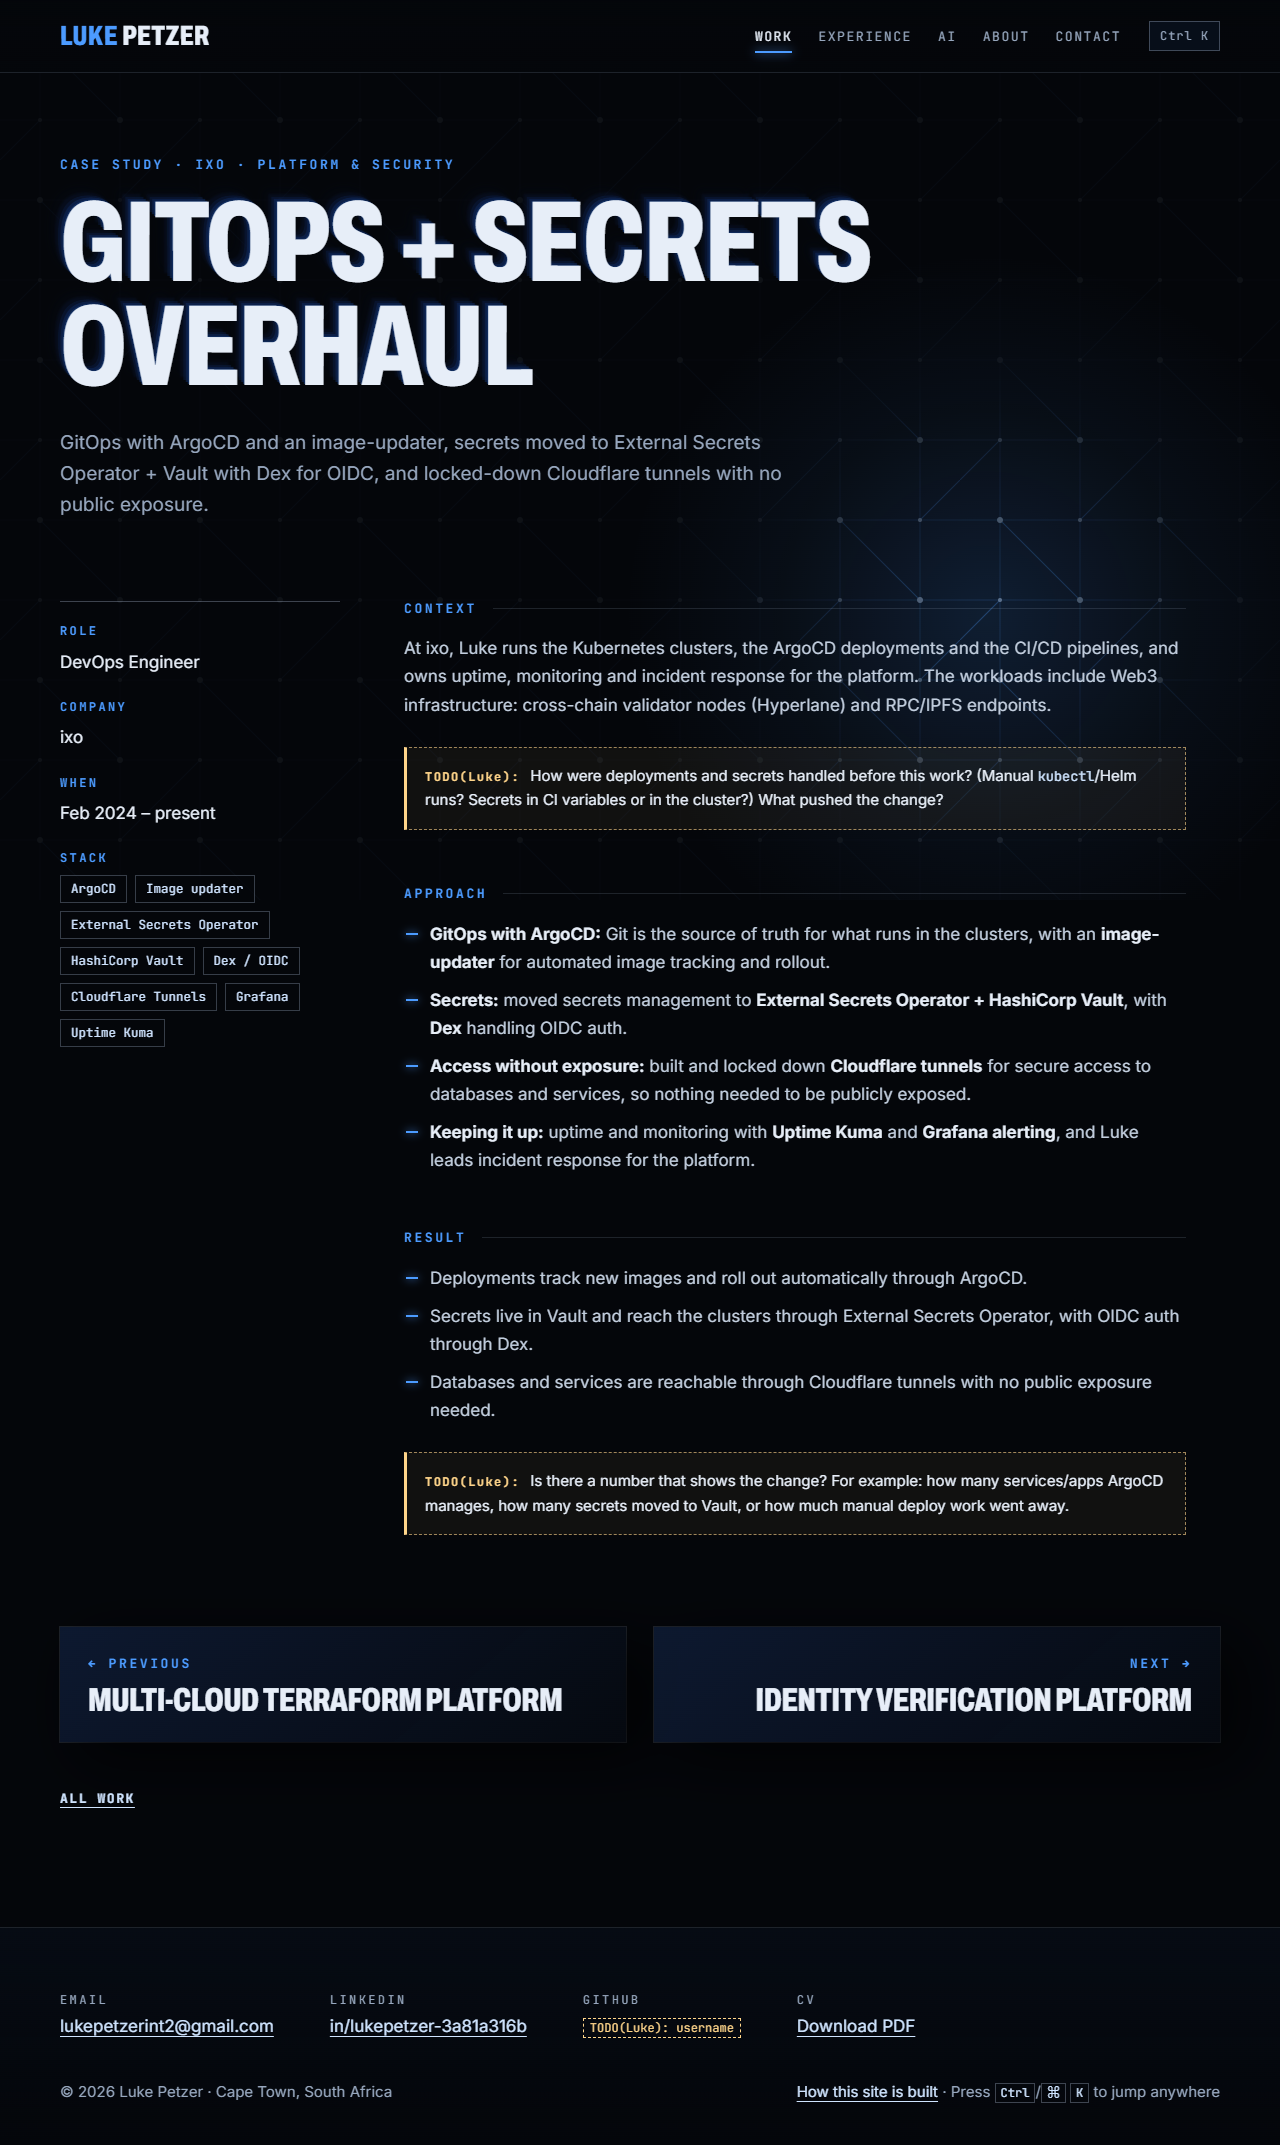 LUKE PETZER
WORK EXPERIENCE AI ABOUT CONTACT Ctrl K
CASE STUDY · IXO · PLATFORM & SECURITY
GITOPS + SECRETS
OVERHAUL
GitOps with ArgoCD and an image-updater, secrets moved to External Secrets
Operator + Vault with Dex for OIDC, and locked-down Cloudflare tunnels with no
public exposure.
ROLE
DevOps Engineer
COMPANY
ixo
WHEN
Feb 2024 – present
STACK
ArgoCD Image updater
External Secrets Operator
HashiCorp Vault Dex / OIDC
Cloudflare Tunnels Grafana
Uptime Kuma
CONTEXT
At ixo, Luke runs the Kubernetes clusters, the ArgoCD deployments and the CI/CD pipelines, and
owns uptime, monitoring and incident response for the platform. The workloads include Web3
infrastructure: cross-chain validator nodes (Hyperlane) and RPC/IPFS endpoints.
TODO(Luke): How were deployments and secrets handled before this work? (Manual kubectl/Helm
runs? Secrets in CI variables or in the cluster?) What pushed the change?
APPROACH
— GitOps with ArgoCD: Git is the source of truth for what runs in the clusters, with an image-
updater for automated image tracking and rollout.
— Secrets: moved secrets management to External Secrets Operator + HashiCorp Vault, with
Dex handling OIDC auth.
— Access without exposure: built and locked down Cloudflare tunnels for secure access to
databases and services, so nothing needed to be publicly exposed.
— Keeping it up: uptime and monitoring with Uptime Kuma and Grafana alerting, and Luke
leads incident response for the platform.
RESULT
— Deployments track new images and roll out automatically through ArgoCD.
— Secrets live in Vault and reach the clusters through External Secrets Operator, with OIDC auth
through Dex.
— Databases and services are reachable through Cloudflare tunnels with no public exposure
needed.
TODO(Luke): Is there a number that shows the change? For example: how many services/apps ArgoCD
manages, how many secrets moved to Vault, or how much manual deploy work went away.
← PREVIOUS
MULTI-CLOUD TERRAFORM PLATFORM
NEXT →
IDENTITY VERIFICATION PLATFORM
ALL WORK
EMAIL
lukepetzerint2@gmail.com
LINKEDIN
in/lukepetzer-3a81a316b
GITHUB
TODO(Luke): username
CV
Download PDF
© 2026 Luke Petzer · Cape Town, South Africa
How this site is built · Press Ctrl/⌘ K to jump anywhere